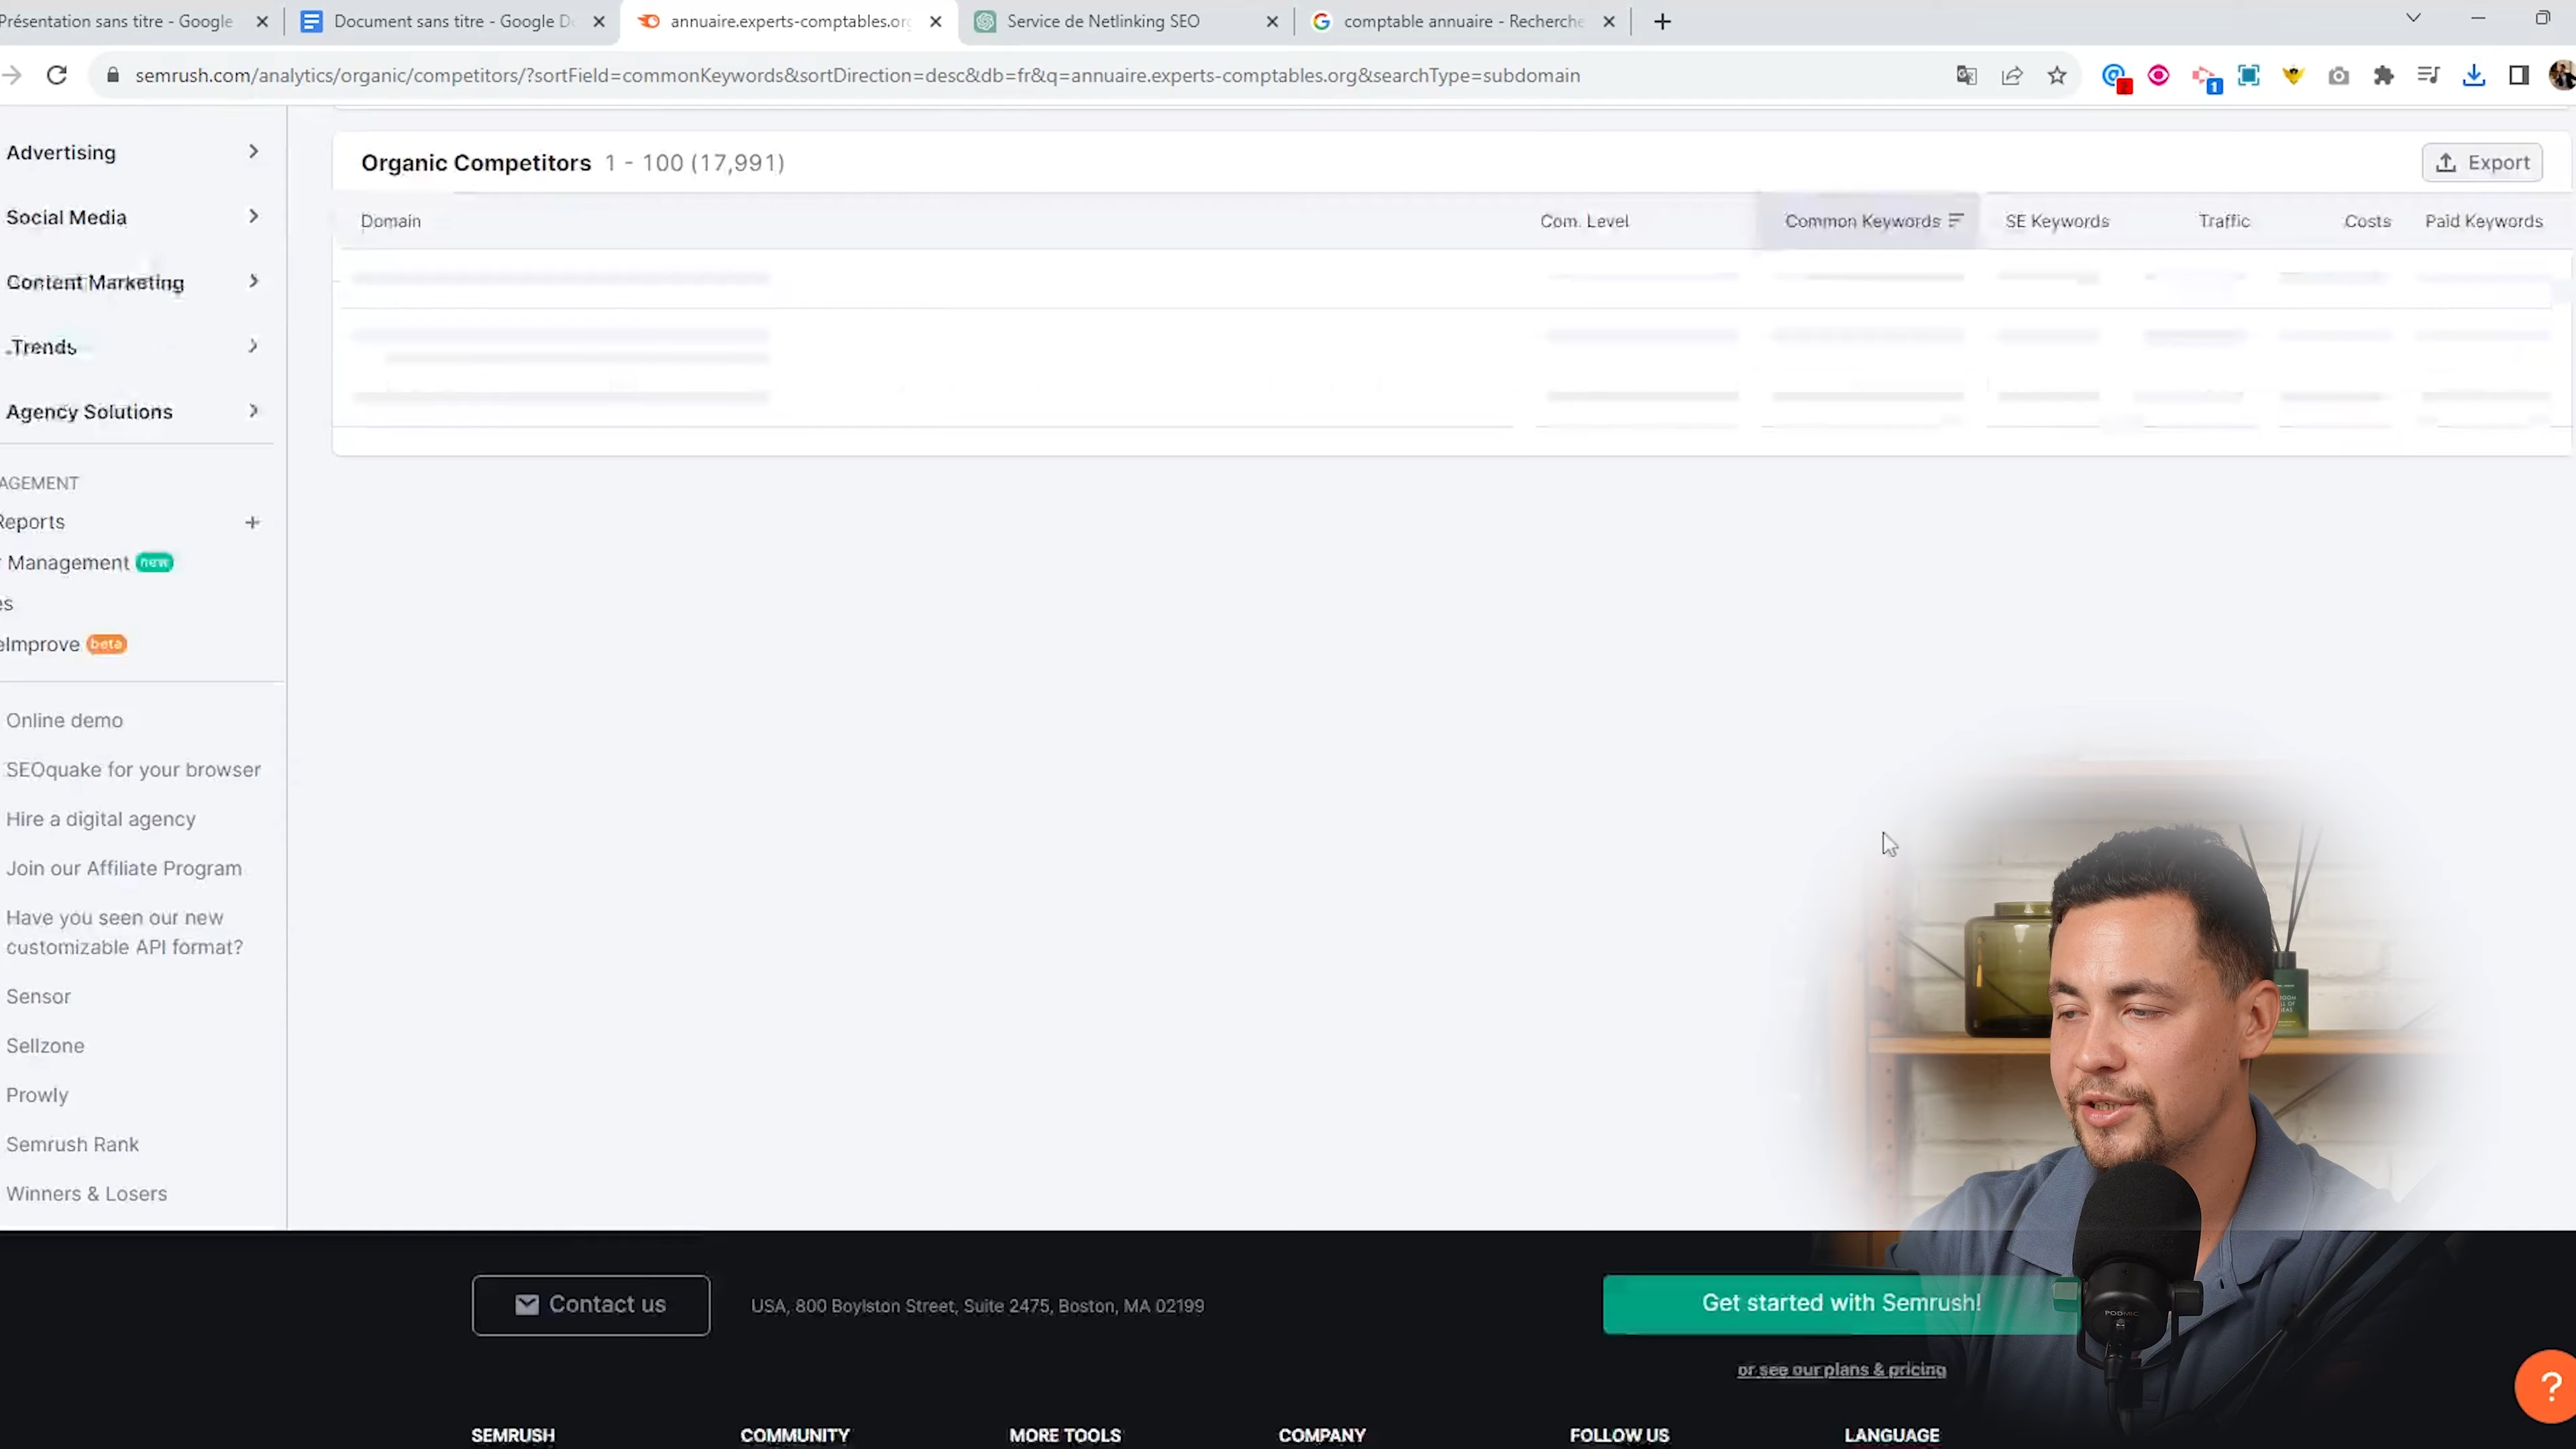 Présentation sans titre - Google
Document sans titre - Google D
annuaire.experts-comptables.org
Service de Netlinking SEO
comptable annuaire - Recherche
semrush.com/analytics/organic/competitors/?sortField=commonKeywords&sortDirection=desc&db=fr&q=annuaire.experts-comptables.org&searchType=subdomain
2
1
Advertising
Social Media
Content Marketing
Trends
Agency Solutions
AGEMENT
Reports
Management new
es
eImprove beta
Online demo
SEOquake for your browser
Hire a digital agency
Join our Affiliate Program
Have you seen our new
customizable API format?
Sensor
Sellzone
Prowly
Semrush Rank
Winners & Losers
Organic Competitors 1 - 100 (17,991)
Export
Domain Com. Level Common Keywords SE Keywords Traffic Costs Paid Keywords
PODMIC
Contact us
USA, 800 Boylston Street, Suite 2475, Boston, MA 02199
Get started with Semrush!
or see our plans & pricing
?
SEMRUSH COMMUNITY MORE TOOLS COMPANY FOLLOW US LANGUAGE